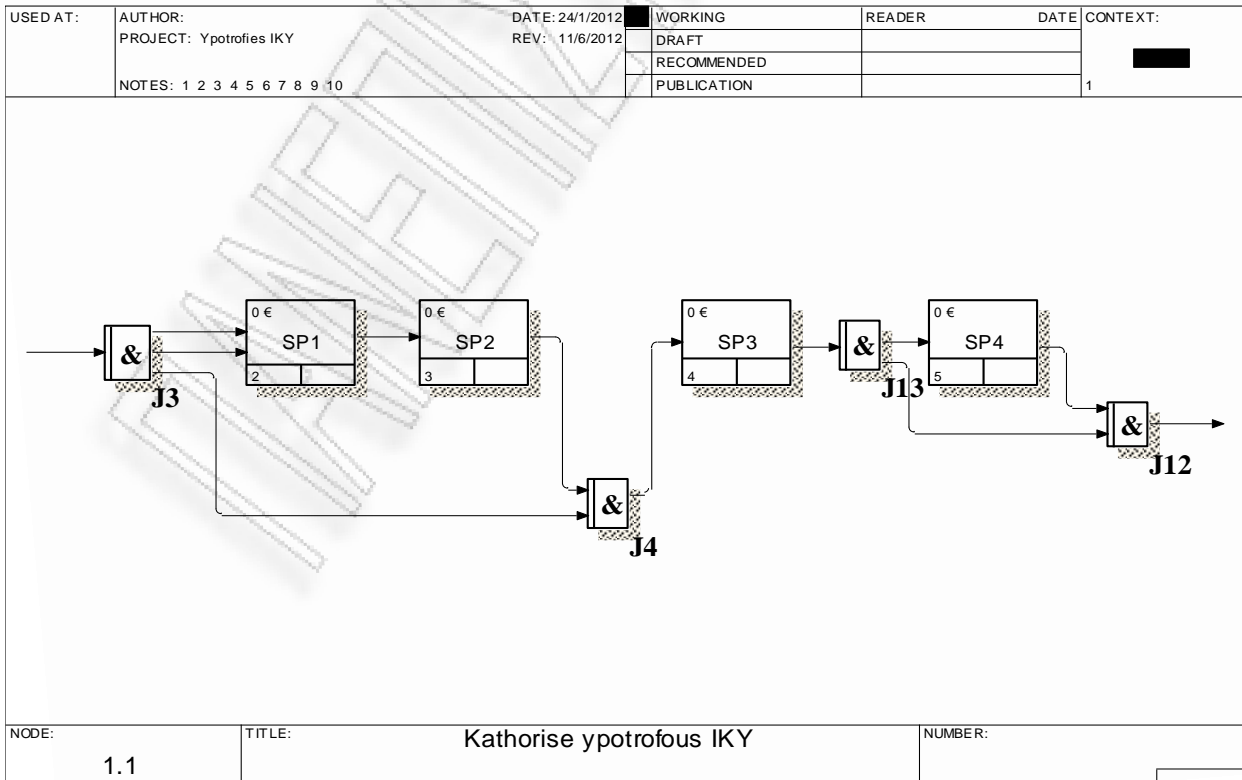 USED AT:
AUTHOR:
DATE: 24/1/2012
PROJECT: Ypotrofies IKY
REV: 11/6/2012
NOTES: 1 2 3 4 5 6 7 8 9 10
WORKING
DRAFT
RECOMMENDED
PUBLICATION
READER
DATE
CONTEXT:
1
&
J3
0 €
SP1
2
0 €
SP2
3
&
J4
0 €
SP3
4
&
J13
0 €
SP4
5
&
J12
NODE:
1.1
TITLE:
Kathorise ypotrofous IKY
NUMBER: